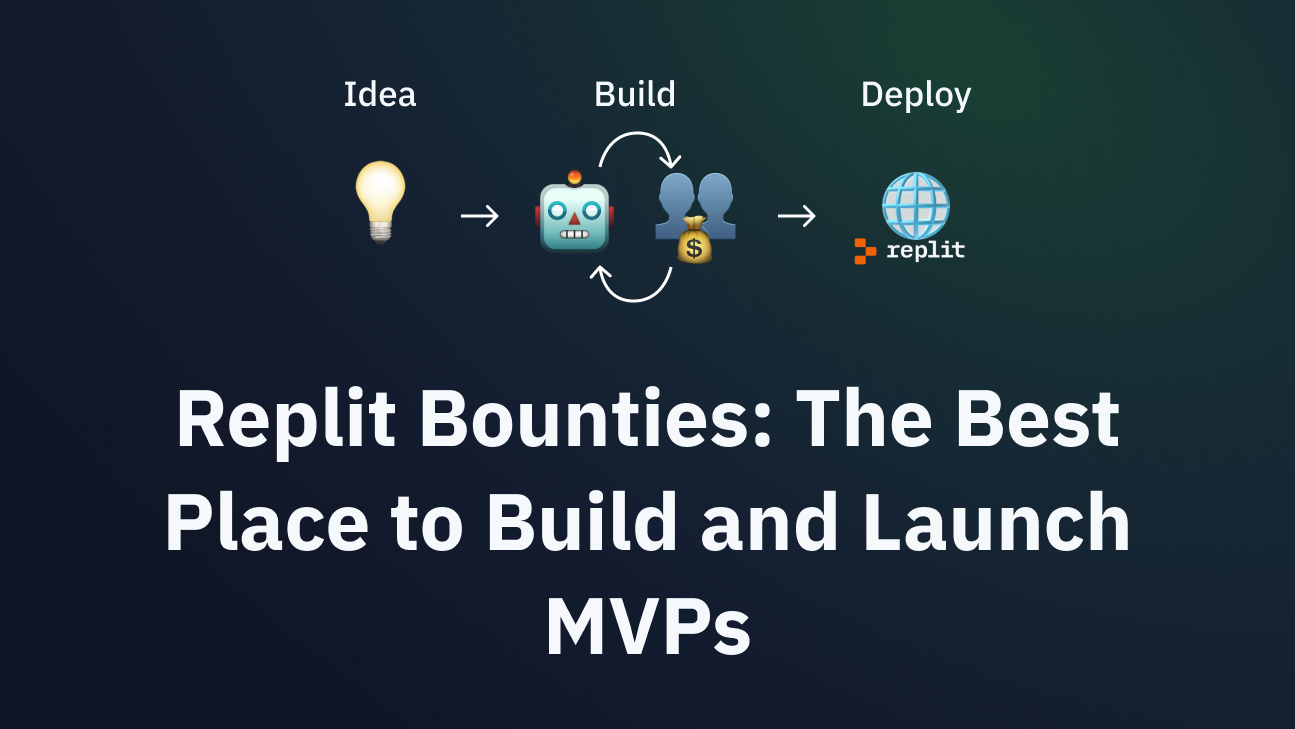 Idea Build Deploy
$
replit
Replit Bounties: The Best
Place to Build and Launch
MVPs